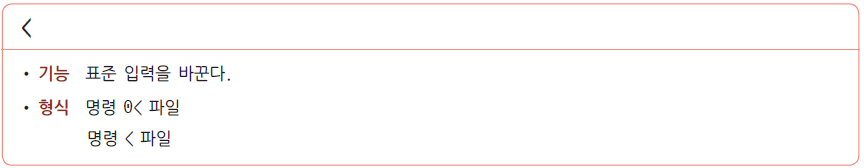 <
• 기능 표준 입력을 바꾼다.
• 형식 명령 0< 파일
명령 < 파일